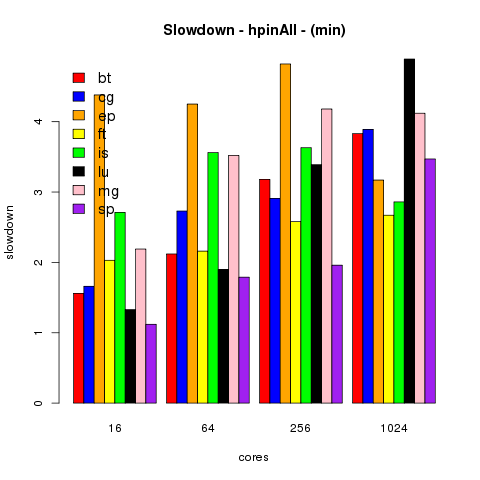 Slowdown - hpinAll - (min)
bt
cg
ep
ft
is
lu
mg
sp
slowdown
4
3
2
1
0
16 64 256 1024
cores